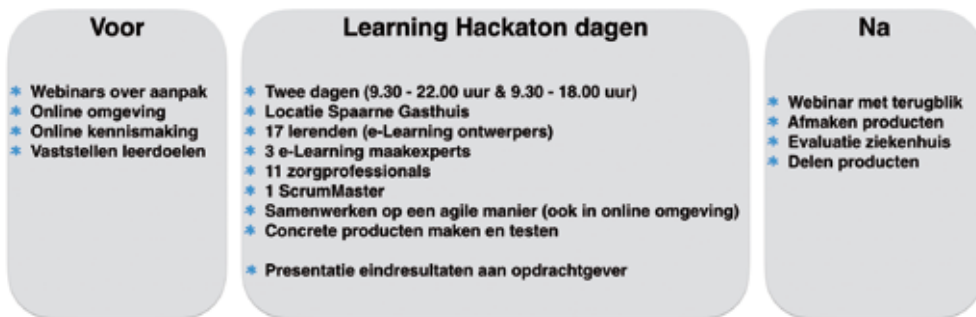 Voor
Webinars over aanpak
Online omgeving
Online kennismaking
Vaststellen leerdoelen
Learning Hackaton dagen
Twee dagen (9.30 - 22.00 uur & 9.30 - 18.00 uur)
Locatie Spaarne Gasthuis
17 lerenden (e-Learning ontwerpers)
3 e-Learning maakexperts
11 zorgprofessionals
1 ScrumMaster
Samenwerken op een agile manier (ook in online omgeving)
Concrete producten maken en testen
Presentatie eindresultaten aan opdrachtgever
Na
Webinar met terugblik
Afmaken producten
Evaluatie ziekenhuis
Delen producten